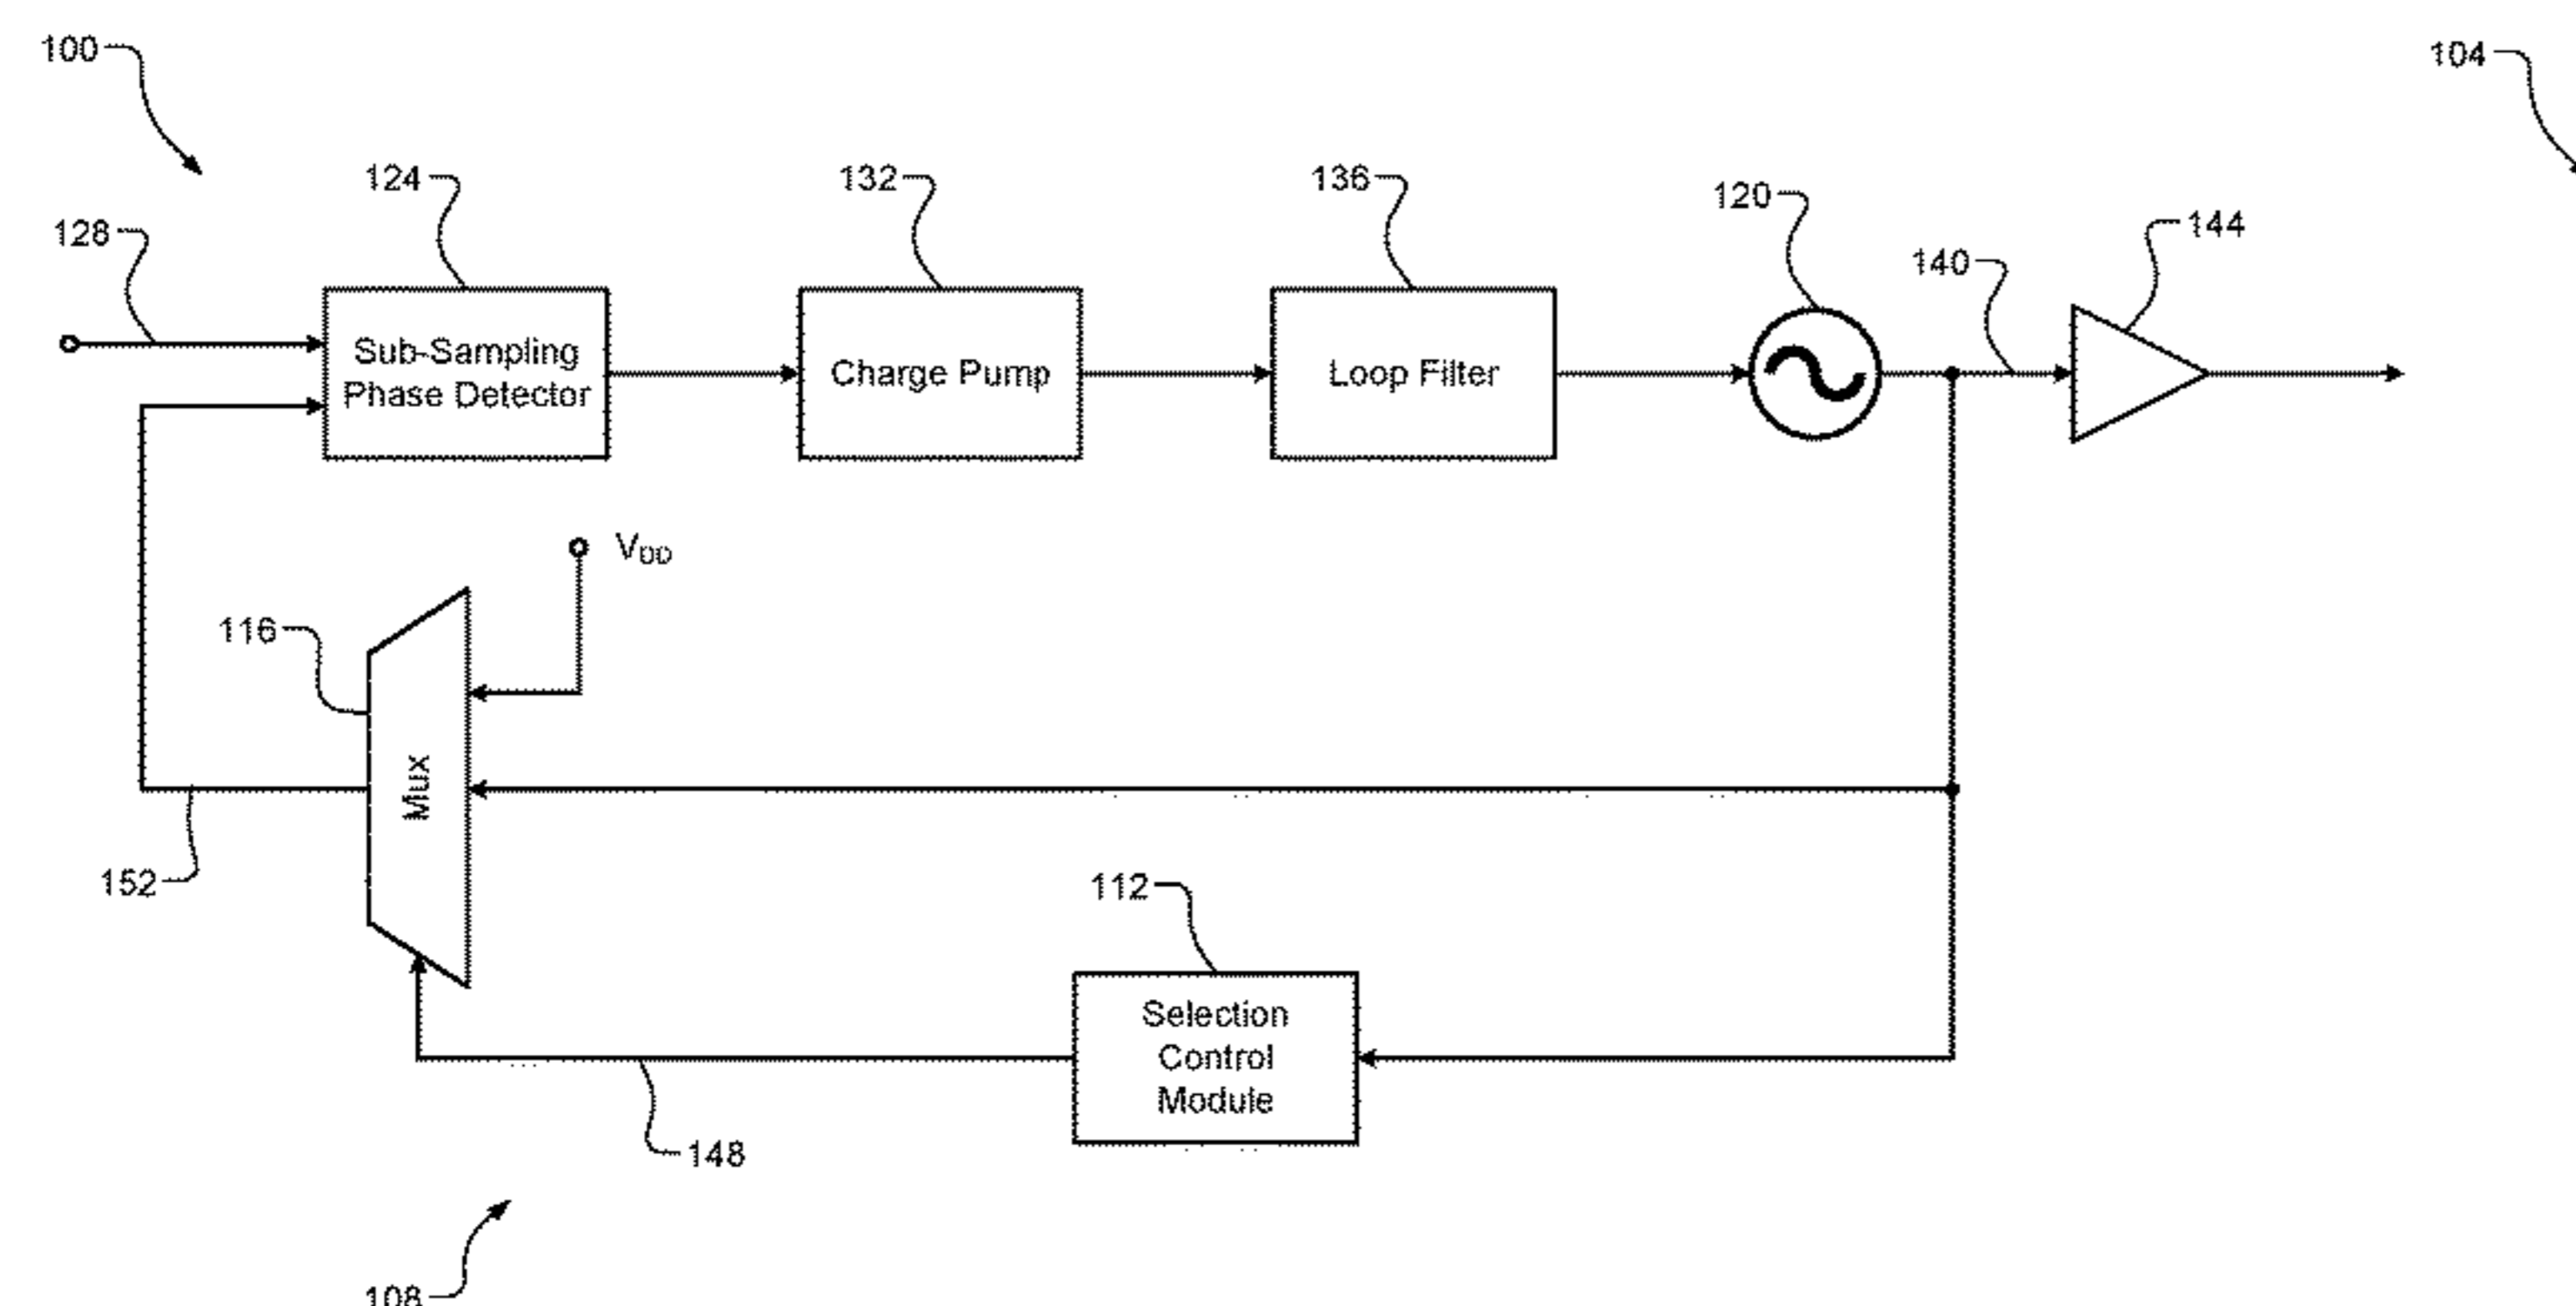 100
104
124
132
136
120
144
128
140
Sub-Sampling
Phase Detector
Charge Pump
Loop Filter
VDD
116
Mux
152
112
Selection
Control
Module
148
108